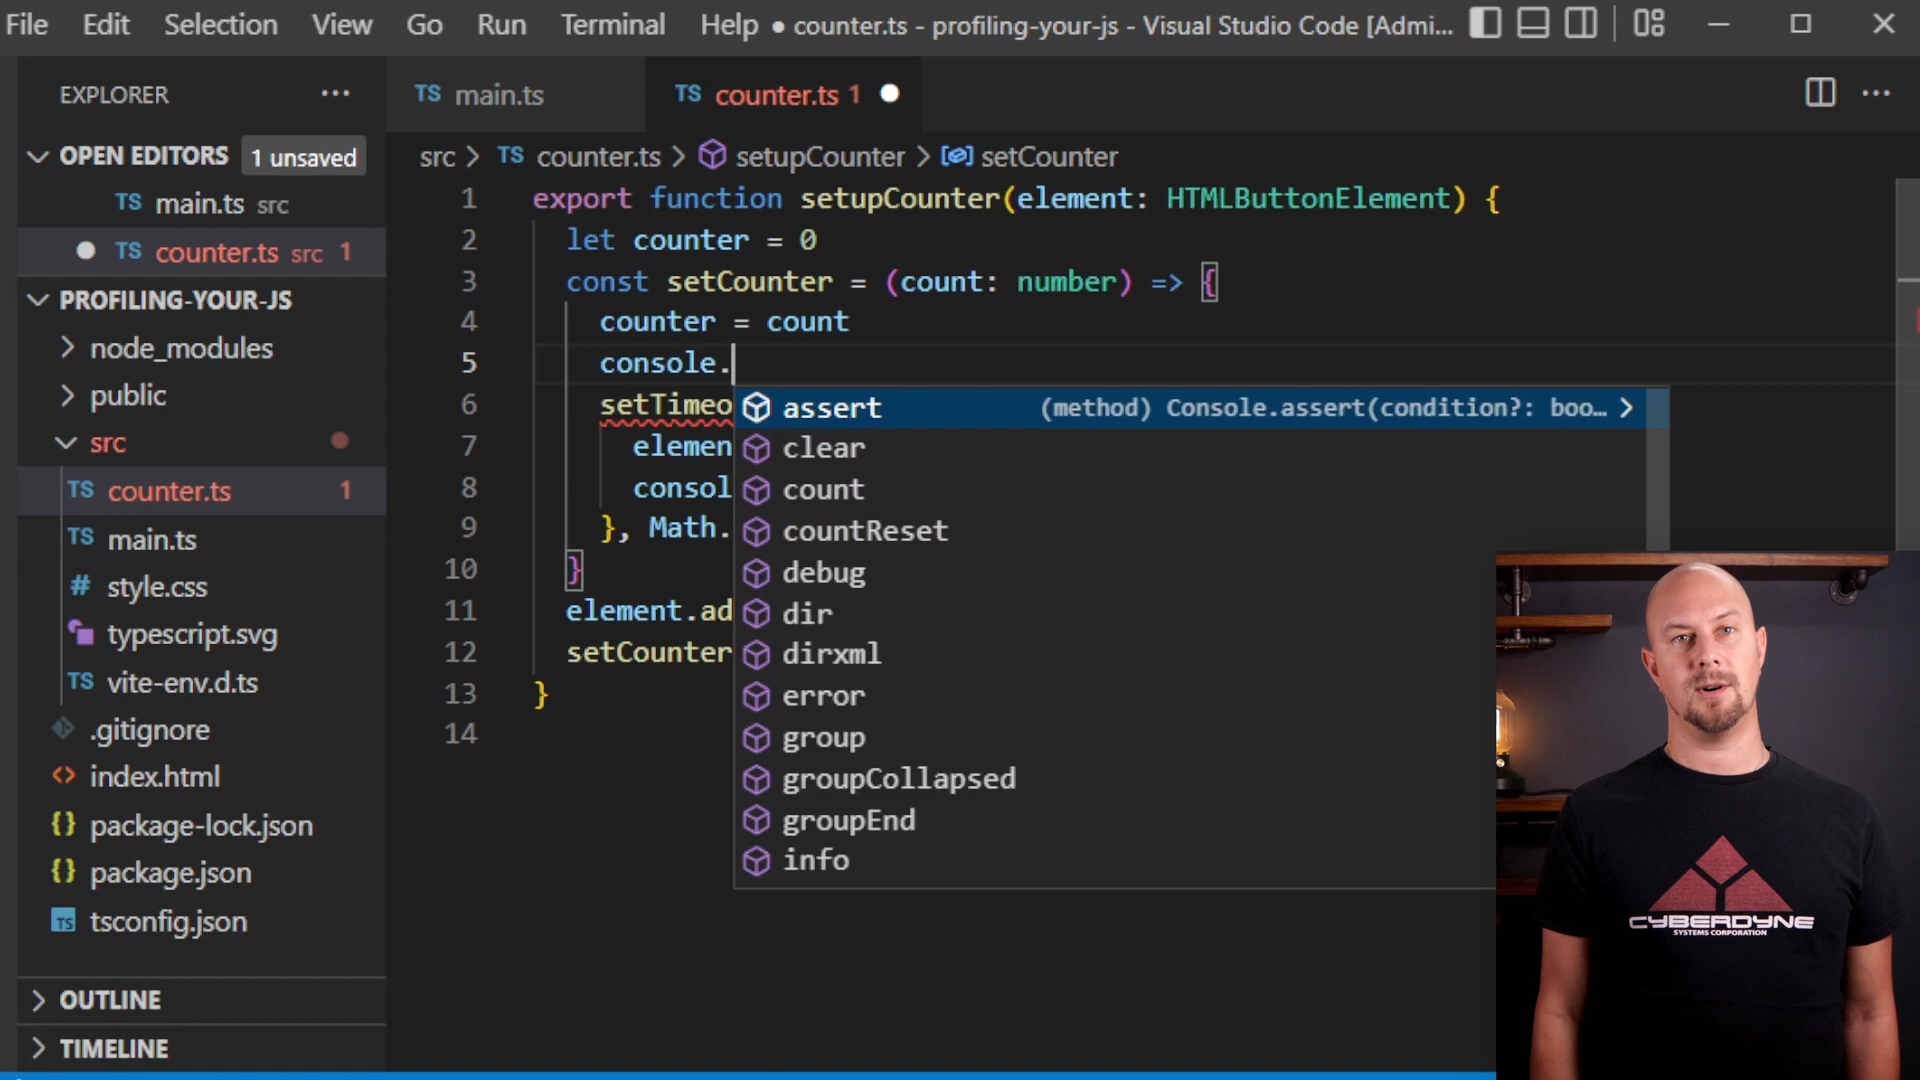 File Edit Selection View Go Run Terminal Help ● counter.ts - profiling-your-js - Visual Studio Code [Admi...
EXPLORER
OPEN EDITORS 1 unsaved
TS main.ts src
TS counter.ts src 1
PROFILING-YOUR-JS
node_modules
public
src
TS counter.ts 1
TS main.ts
# style.css
typescript.svg
TS vite-env.d.ts
.gitignore
<> index.html
{} package-lock.json
{} package.json
TS tsconfig.json
OUTLINE
TIMELINE
TS main.ts
TS counter.ts 1
src > TS counter.ts > setupCounter > setCounter
1 export function setupCounter(element: HTMLButtonElement) {
2 let counter = 0
3 const setCounter = (count: number) => {
4 counter = count
5 console.
6 setTimeo
7 elemen
8 consol
9 }, Math.
10 }
11 element.ad
12 setCounter
13 }
14
assert (method) Console.assert(condition?: boo... >
clear
count
countReset
debug
dir
dirxml
error
group
groupCollapsed
groupEnd
info
CYBERDYNE
SYSTEMS CORPORATION